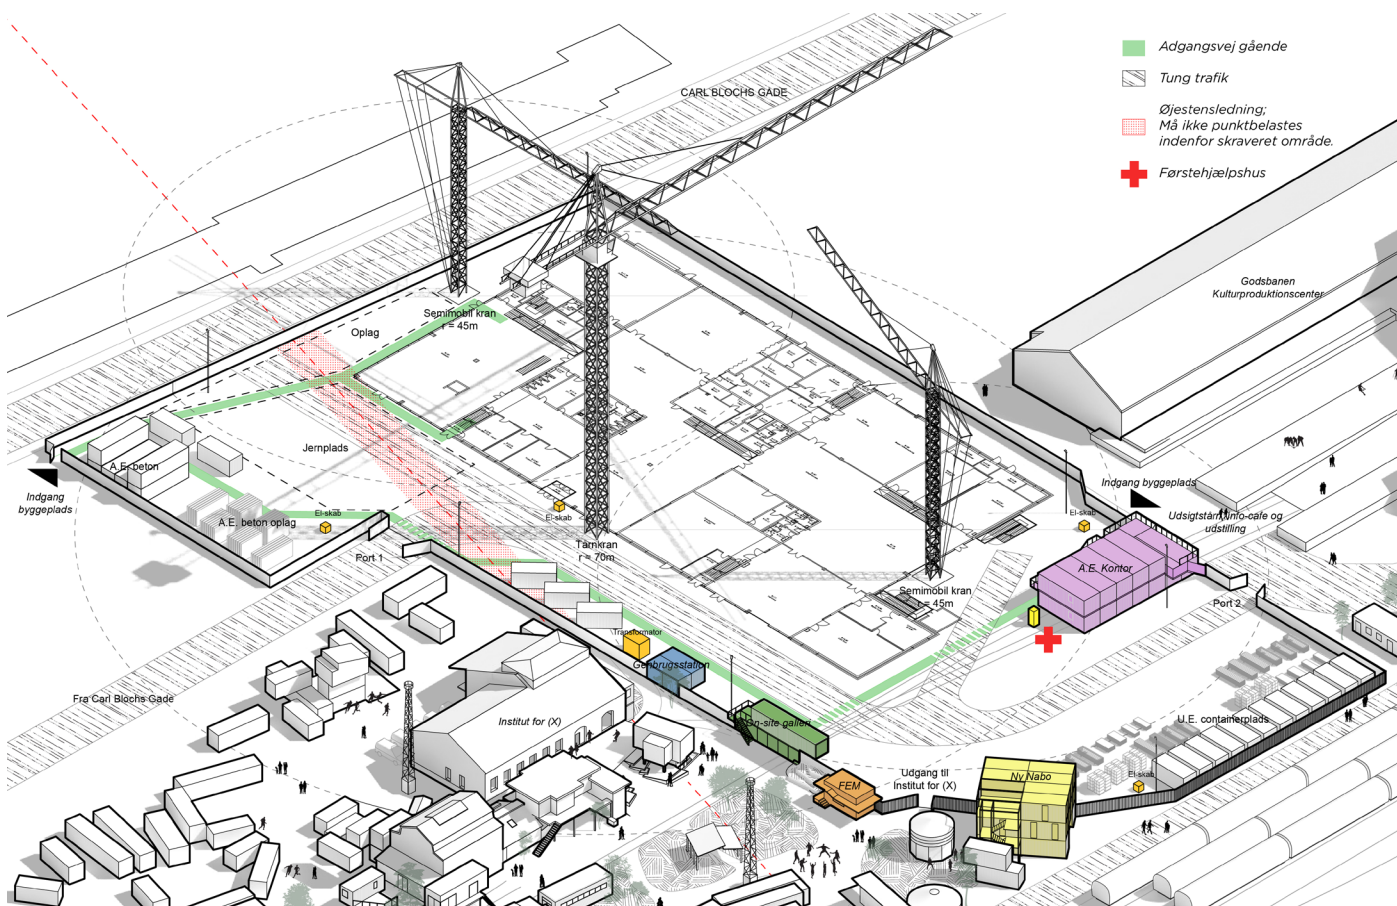 CARL BLOCHS GADE
Adgangsvej gående
Tung trafik
Øjestensledning;
Må ikke punktbelastes
indenfor skraveret område.
Førstehjælpshus
Godsbanen
Kulturproduktionscenter
Semimobil kran
r = 45m
Oplag
Jernplads
A.E. beton
Indgang
byggeplads
A.E. beton oplag
El-skab
El-skab
Tårnkran
r = 70m
Port 1
Indgang byggeplads
Udsigtstårn, info-cafe og
udstilling
El-skab
A.E. Kontor
Semimobil kran
r = 45m
Port 2
Transformator
Genbrugsstation
Fra Carl Blochs Gade
Institut for (X)
On-site galleri
U.E. containerplads
Udgang til
Institut for (X)
FEM
Ny Nabo
El-skab